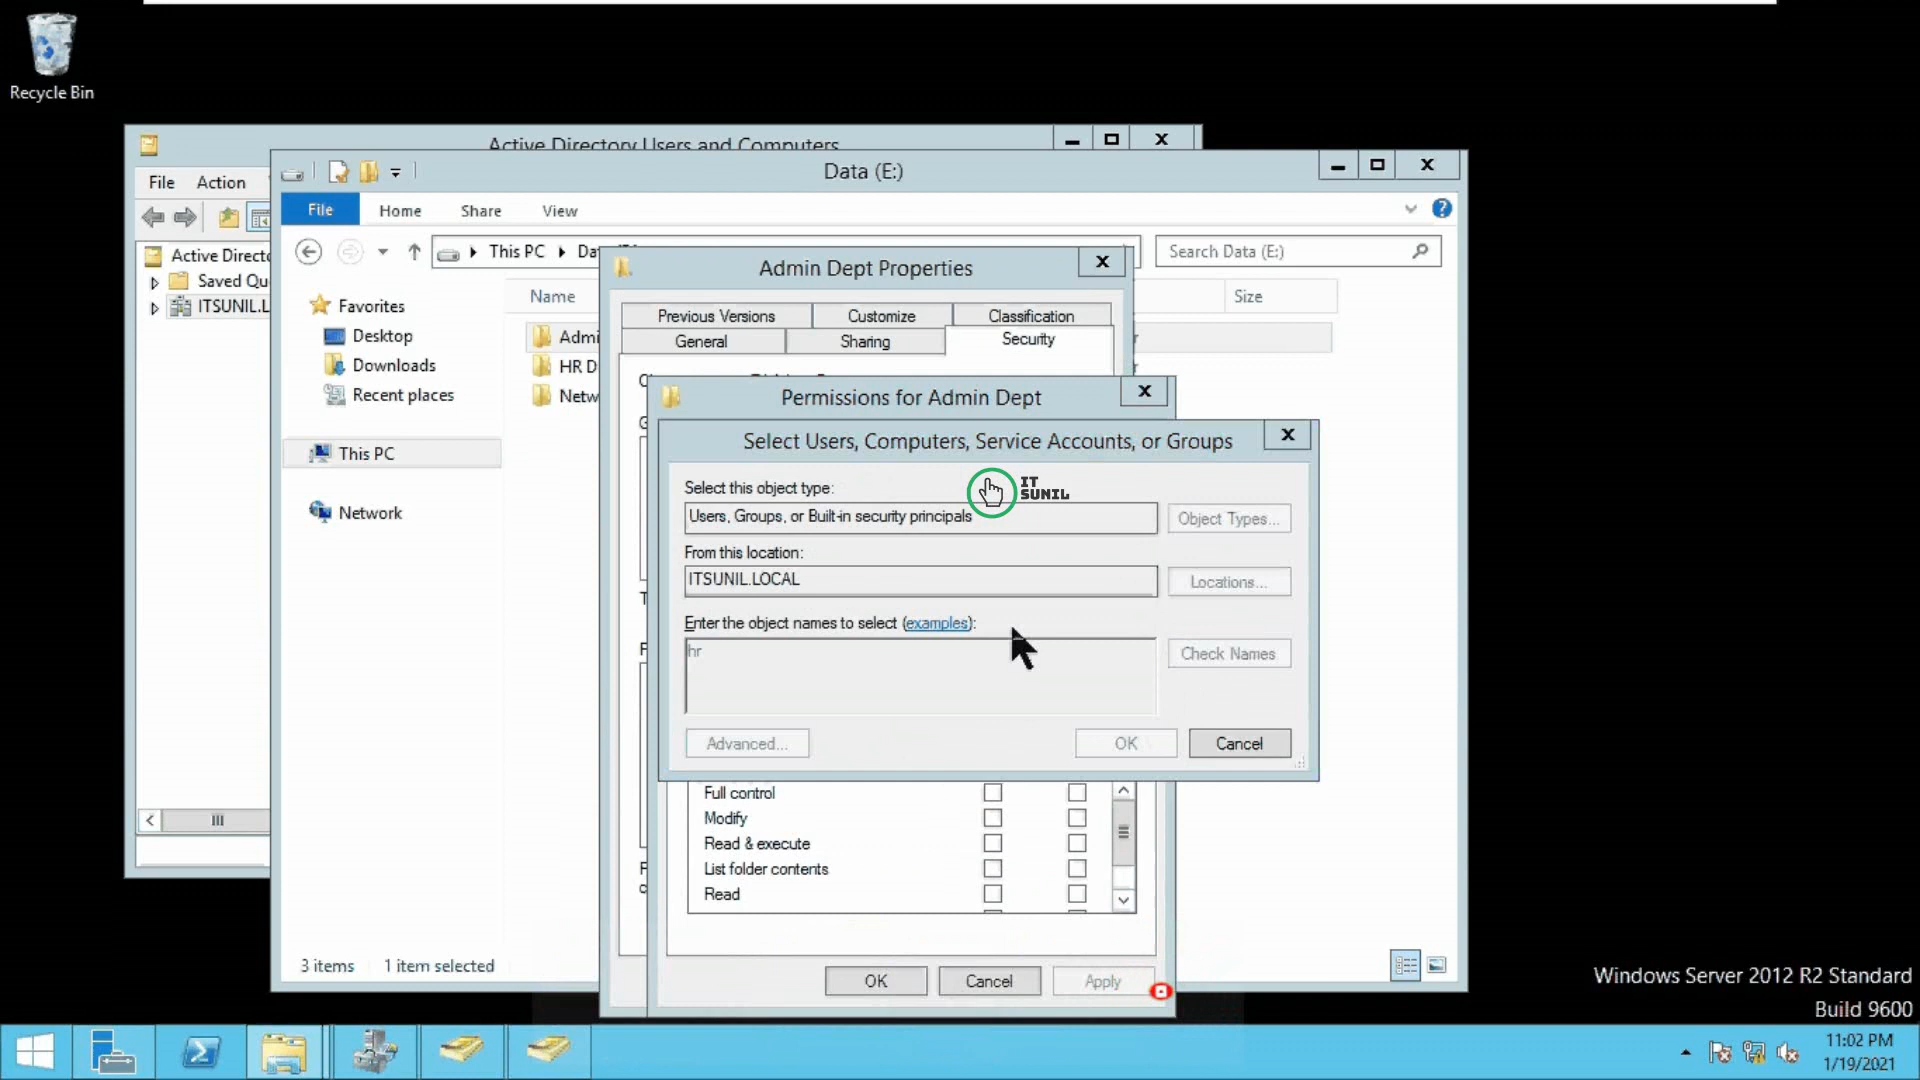 Recycle Bin
Active Directory Users and Computers
File Action
Data (E:)
File Home Share View
This PC
Search Data (E:)
Active Directo
Saved Qu
ITSUNIL.L
Favorites
Desktop
Downloads
Recent places
This PC
Network
Name
Size
Admi
HR D
Netw
Admin Dept Properties
Previous Versions Customize Classification
General Sharing Security
Permissions for Admin Dept
Select Users, Computers, Service Accounts, or Groups
Select this object type:
IT
SUNIL
Users, Groups, or Built-in security principals
Object Types...
From this location:
ITSUNIL.LOCAL
Locations...
Enter the object names to select (examples):
hr
Check Names
Advanced...
OK
Cancel
Full control
Modify
Read & execute
List folder contents
Read
OK
Cancel
Apply
3 items 1 item selected
Windows Server 2012 R2 Standard
Build 9600
11:02 PM
1/19/2021